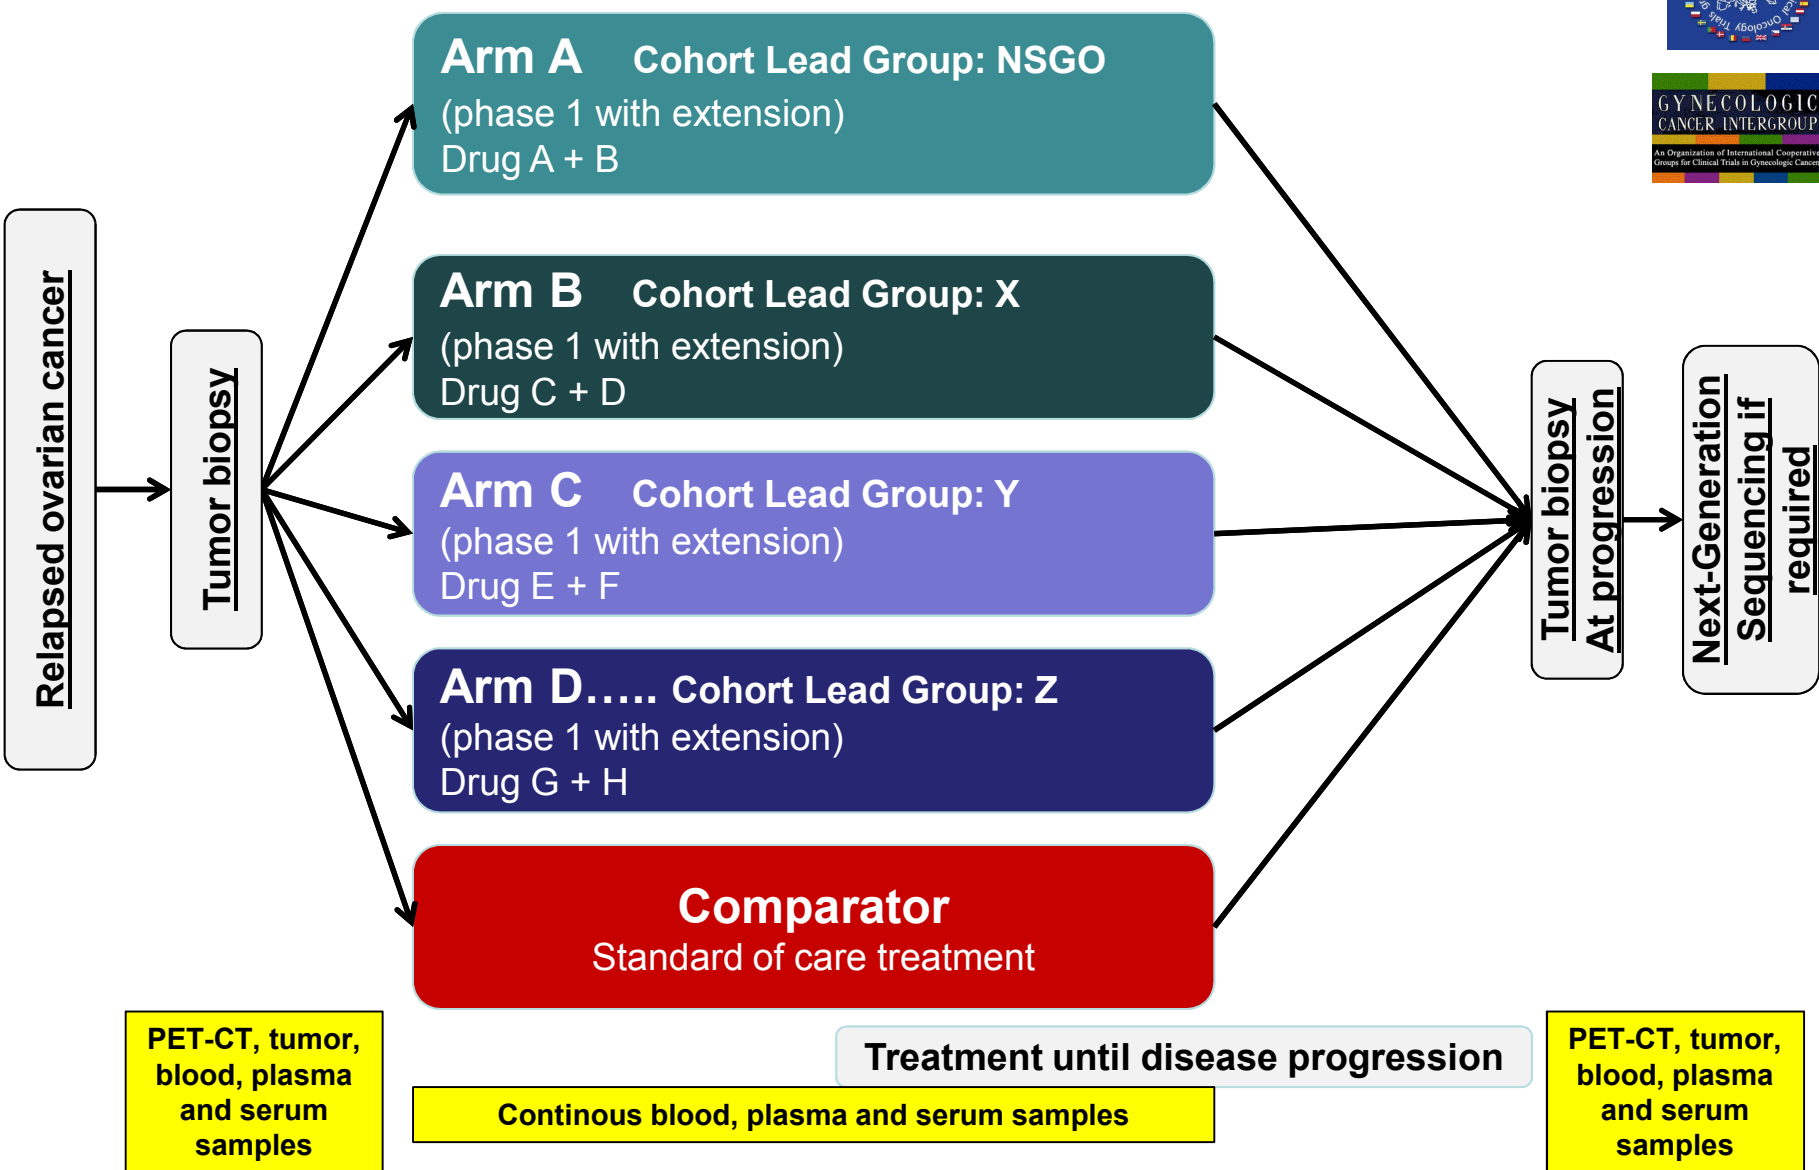 ical Oncology Trials gr
GYNECOLOGIC
CANCER INTERGROUP
An Organization of International Cooperative
Groups for Clinical Trials in Gynecologic Cancer
Relapsed ovarian cancer
Tumor biopsy
Arm A Cohort Lead Group: NSGO
(phase 1 with extension)
Drug A + B
Arm B Cohort Lead Group: X
(phase 1 with extension)
Drug C + D
Arm C Cohort Lead Group: Y
(phase 1 with extension)
Drug E + F
Arm D..... Cohort Lead Group: Z
(phase 1 with extension)
Drug G + H
Comparator
Standard of care treatment
Tumor biopsy
At progression
Next-Generation
Sequencing if
required
Treatment until disease progression
PET-CT, tumor,
blood, plasma
and serum
samples
Continous blood, plasma and serum samples
PET-CT, tumor,
blood, plasma
and serum
samples